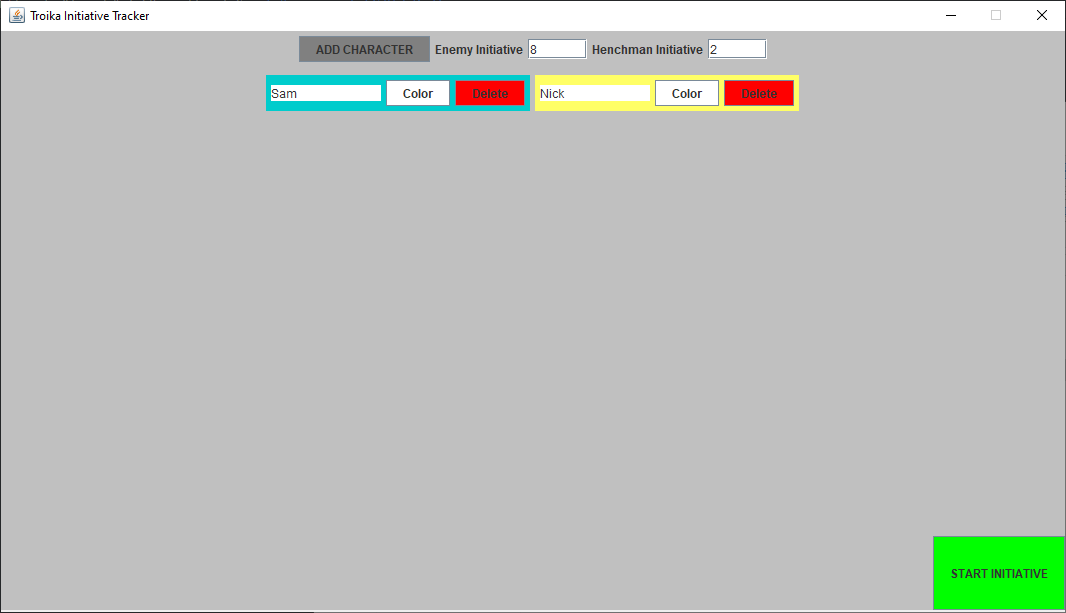 Troika Initiative Tracker
ADD CHARACTER Enemy Initiative 8 Henchman Initiative 2
Sam Color Delete Nick Color Delete
START INITIATIVE